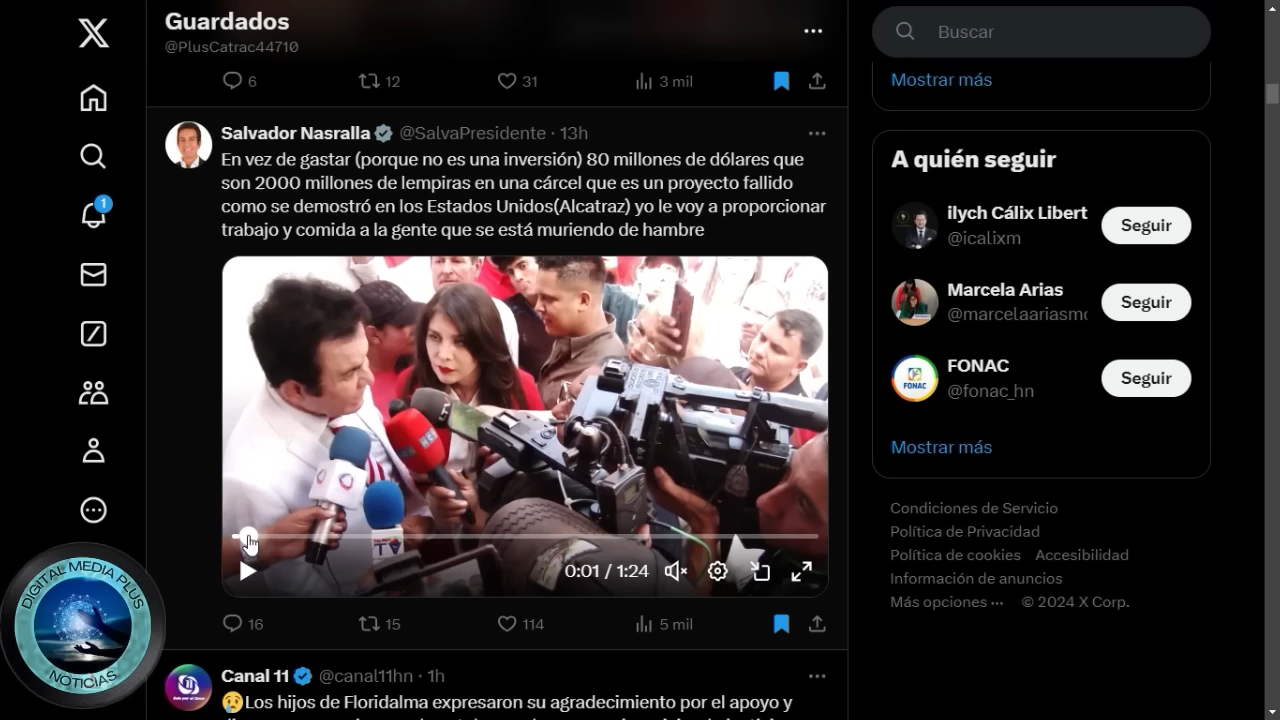 Guardados
@PlusCatrac44710
6
12
31
3 mil
Salvador Nasralla @SalvaPresidente · 13h
En vez de gastar (porque no es una inversión) 80 millones de dólares que
son 2000 millones de lempiras en una cárcel que es un proyecto fallido
como se demostró en los Estados Unidos(Alcatraz) yo le voy a proporcionar
trabajo y comida a la gente que se está muriendo de hambre
TV
0:01 / 1:24
16
15
114
5 mil
Canal 11 @canal11hn · 1h
😢Los hijos de Floridalma expresaron su agradecimiento por el apoyo y
1
DIGITAL MEDIA PLUS
NOTICIAS
Buscar
Mostrar más
A quién seguir
ilych Cálix Libert
@icalixm
Seguir
Marcela Arias
@marcelaariasm
Seguir
FONAC
FONAC
@fonac_hn
Seguir
Mostrar más
Condiciones de Servicio
Política de Privacidad
Política de cookies Accesibilidad
Información de anuncios
Más opciones ··· © 2024 X Corp.